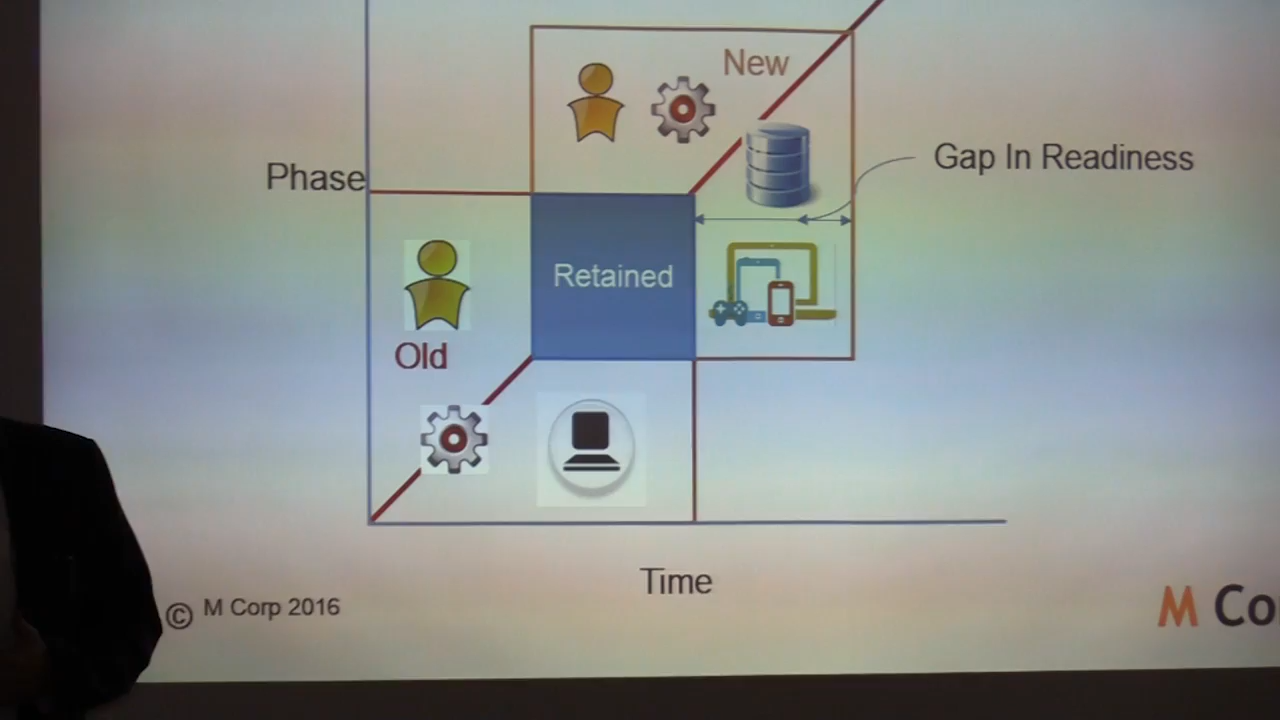 New
Gap In Readiness
Phase
Retained
Old
Time
© M Corp 2016
M Co